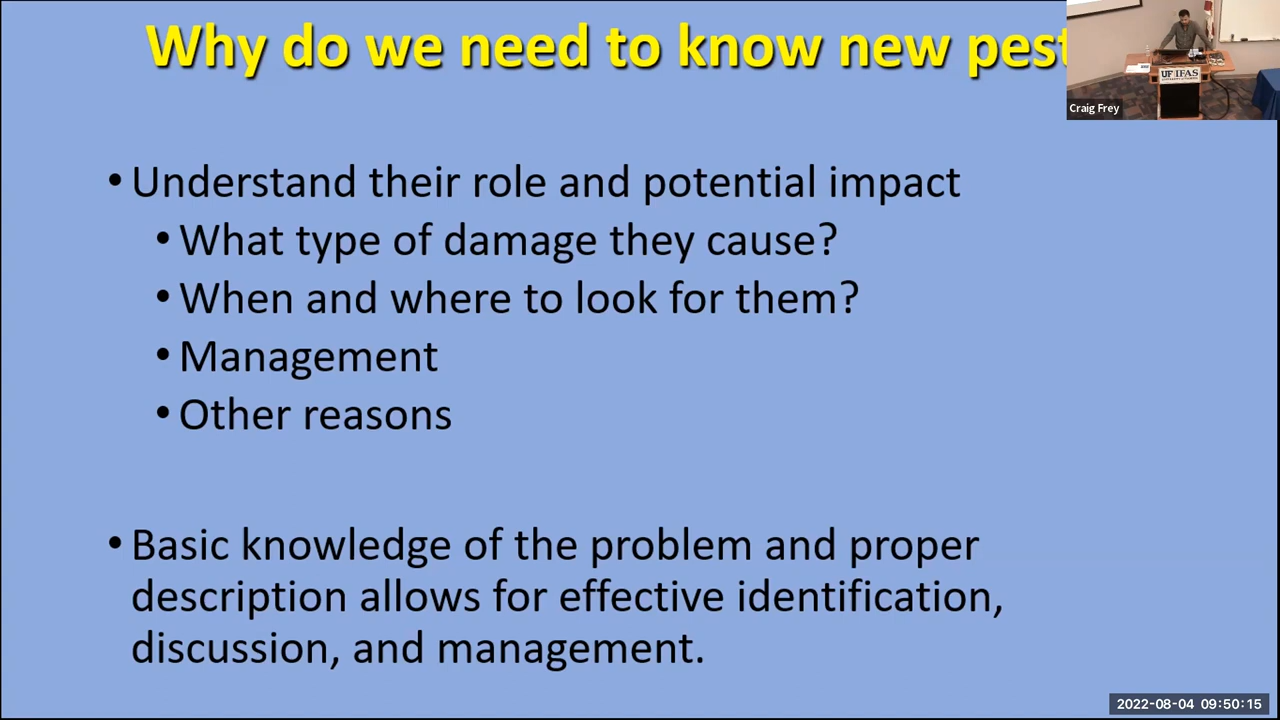 Why do we need to know new pest
Craig Frey
UF IFAS
• Understand their role and potential impact
• What type of damage they cause?
• When and where to look for them?
• Management
• Other reasons
• Basic knowledge of the problem and proper
description allows for effective identification,
discussion, and management.
2022-08-04 09:50:15